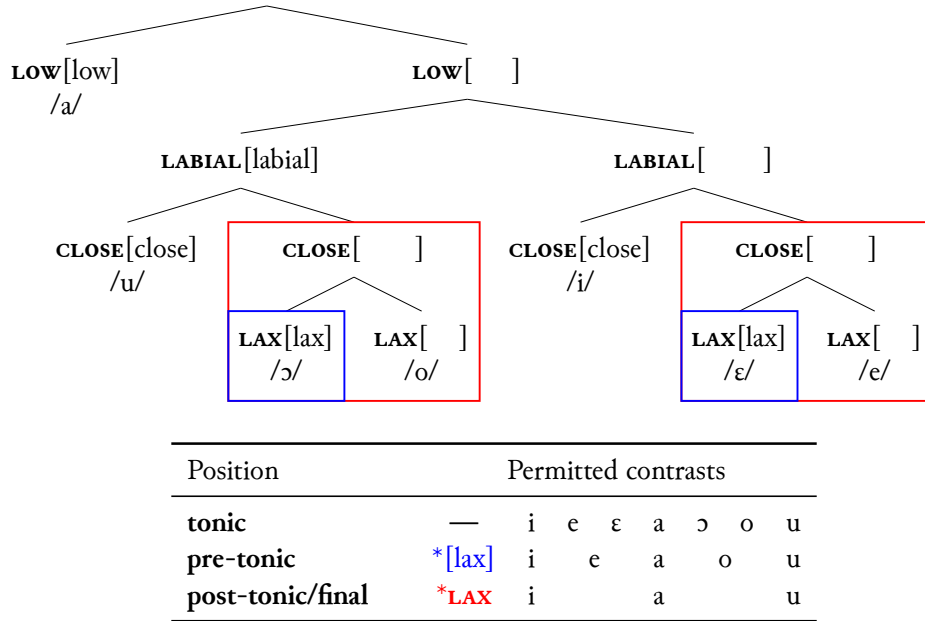 LOW[low] LOW[ ]
/a/
LABIAL[labial] LABIAL[ ]
CLOSE[close] CLOSE[ ] CLOSE[close] CLOSE[ ]
/u/ /i/
LAX[lax] LAX[ ] LAX[lax] LAX[ ]
/ɔ/ /o/ /ɛ/ /e/
Position Permitted contrasts
tonic — i e ɛ a ɔ o u
pre-tonic *[lax] i e a o u
post-tonic/final *LAX i a u